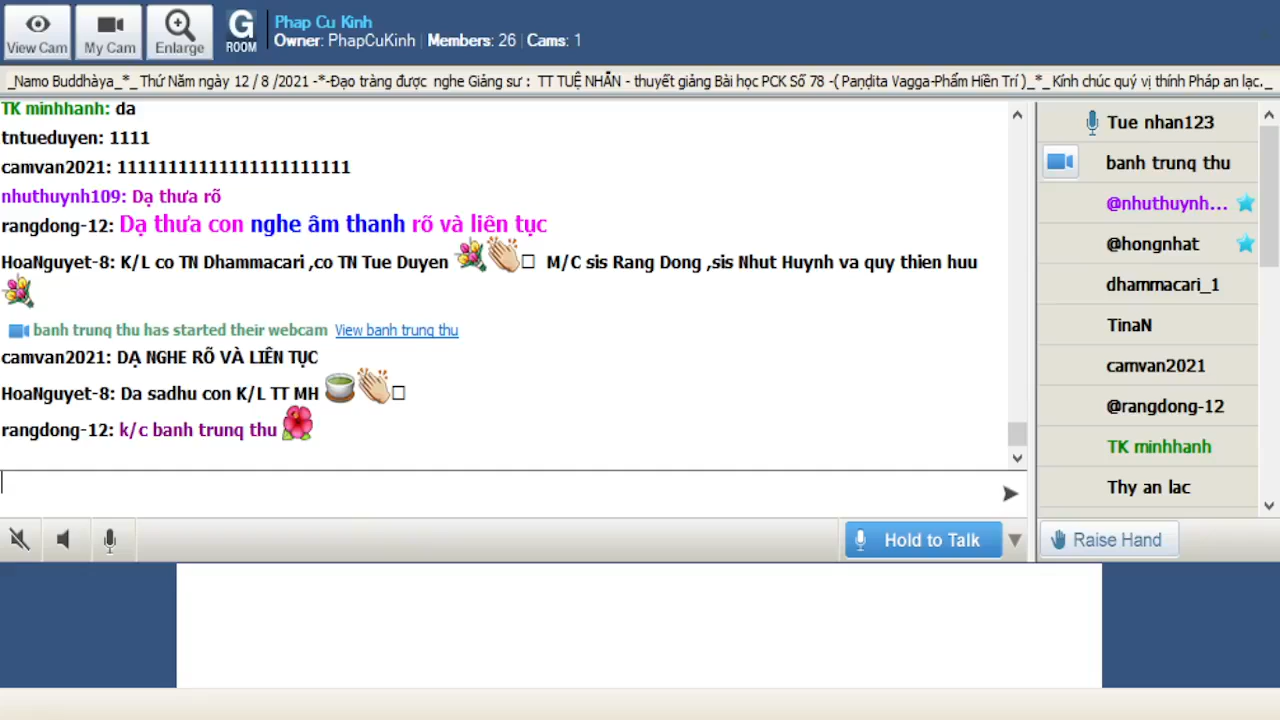 View Cam
My Cam
Enlarge
G
ROOM
Phap Cu Kinh
Owner: PhapCuKinh | Members: 26 | Cams: 1
_Namo Buddhàya_*_ Thứ Năm ngày 12 / 8 /2021 -*-Đạo tràng được nghe Giảng sư : TT TUỆ NHẪN - thuyết giảng Bài học PCK Số 78 -( Paṇḍita Vagga-Phẩm Hiền Trí )_*_ Kính chúc quý vị thính Pháp an lạc._
TK minhhanh: da
tntueduyen: 1111
camvan2021: 1111111111111111111111
nhuthuynh109: Dạ thưa rõ
rangdong-12: Dạ thưa con nghe âm thanh rõ và liên tục
HoaNguyet-8: K/L co TN Dhammacari ,co TN Tue Duyen M/C sis Rang Dong ,sis Nhut Huynh va quy thien huu
banh trunq thu has started their webcam View banh trunq thu
camvan2021: DẠ NGHE RÕ VÀ LIÊN TỤC
HoaNguyet-8: Da sadhu con K/L TT MH
rangdong-12: k/c banh trunq thu
Hold to Talk
Tue nhan123
banh trunq thu
@nhuthuynh...
@hongnhat
dhammacari_1
TinaN
camvan2021
@rangdong-12
TK minhhanh
Thy an lac
Raise Hand